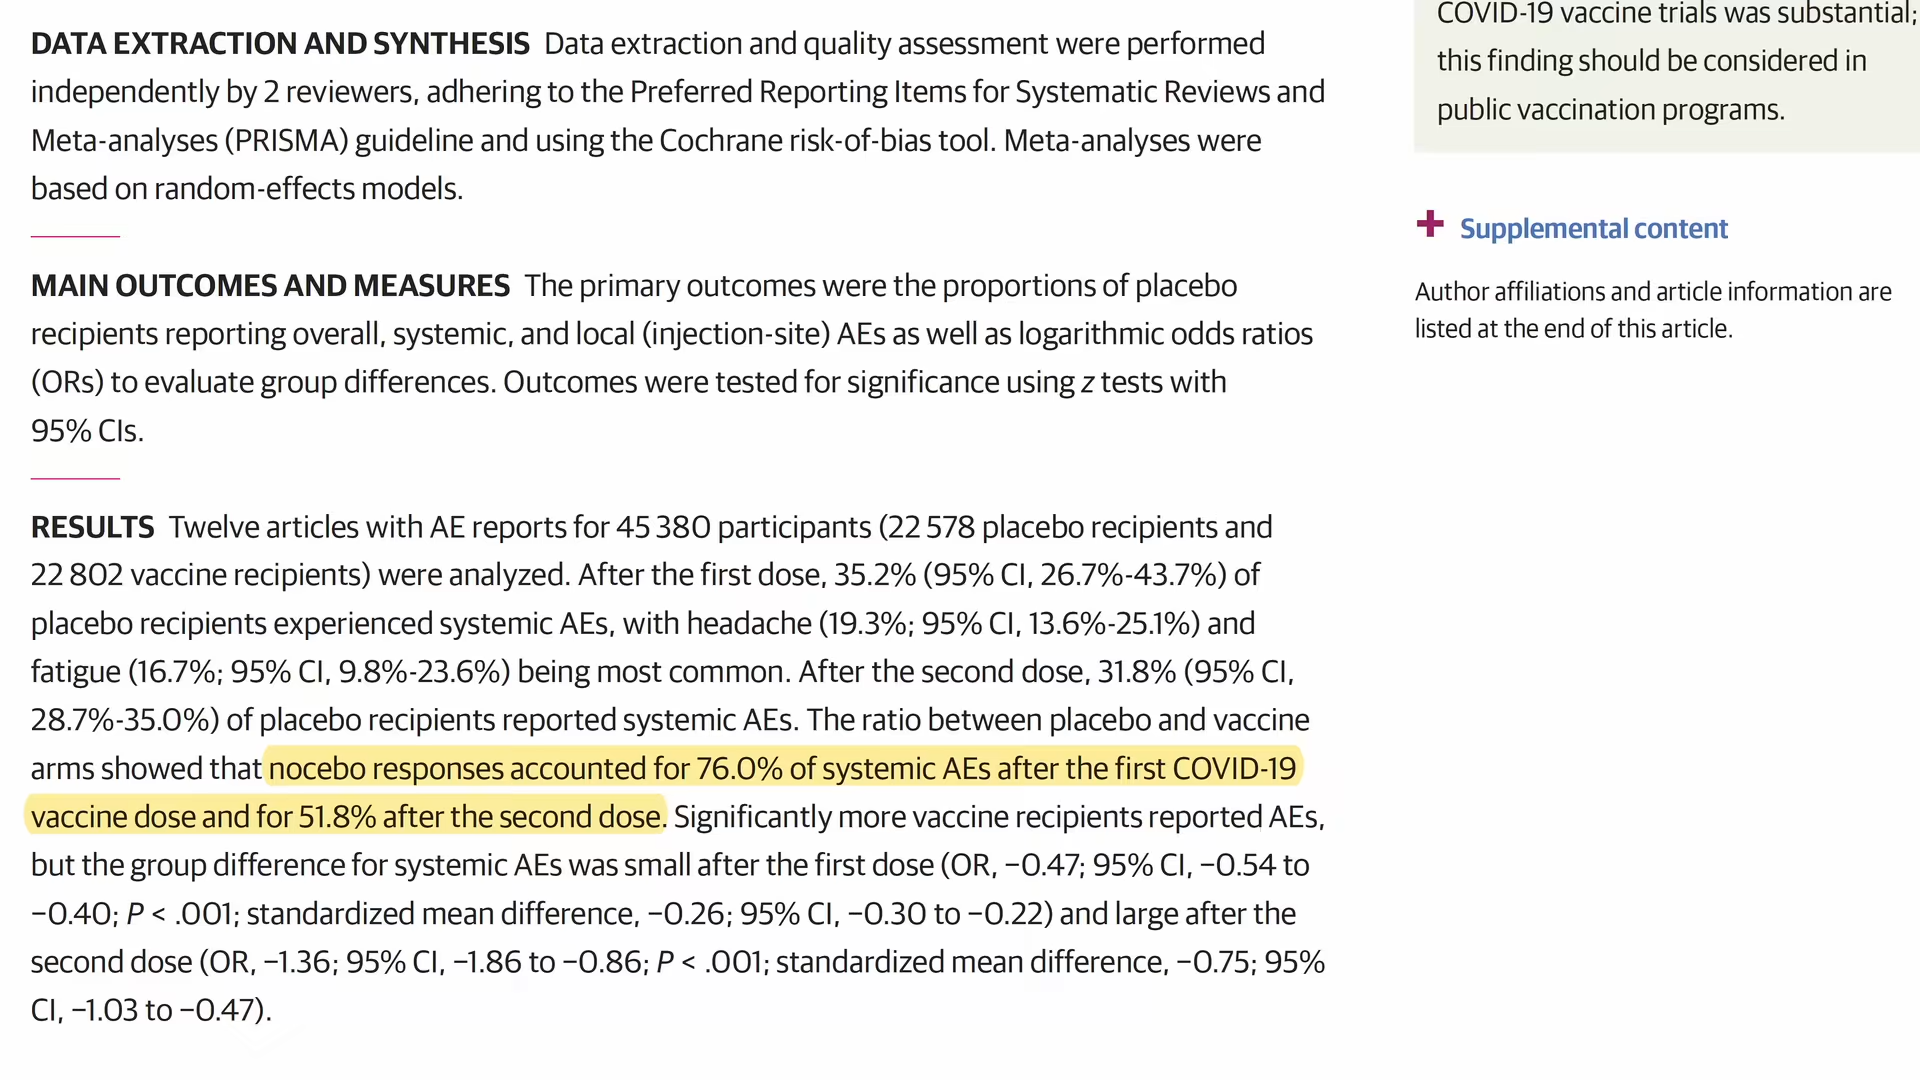 DATA EXTRACTION AND SYNTHESIS Data extraction and quality assessment were performed
independently by 2 reviewers, adhering to the Preferred Reporting Items for Systematic Reviews and
Meta-analyses (PRISMA) guideline and using the Cochrane risk-of-bias tool. Meta-analyses were
based on random-effects models.
MAIN OUTCOMES AND MEASURES The primary outcomes were the proportions of placebo
recipients reporting overall, systemic, and local (injection-site) AEs as well as logarithmic odds ratios
(ORs) to evaluate group differences. Outcomes were tested for significance using z tests with
95% CIs.
RESULTS Twelve articles with AE reports for 45 380 participants (22 578 placebo recipients and
22 802 vaccine recipients) were analyzed. After the first dose, 35.2% (95% CI, 26.7%-43.7%) of
placebo recipients experienced systemic AEs, with headache (19.3%; 95% CI, 13.6%-25.1%) and
fatigue (16.7%; 95% CI, 9.8%-23.6%) being most common. After the second dose, 31.8% (95% CI,
28.7%-35.0%) of placebo recipients reported systemic AEs. The ratio between placebo and vaccine
arms showed that nocebo responses accounted for 76.0% of systemic AEs after the first COVID-19
vaccine dose and for 51.8% after the second dose. Significantly more vaccine recipients reported AEs,
but the group difference for systemic AEs was small after the first dose (OR, −0.47; 95% CI, −0.54 to
−0.40; P < .001; standardized mean difference, −0.26; 95% CI, −0.30 to −0.22) and large after the
second dose (OR, −1.36; 95% CI, −1.86 to −0.86; P < .001; standardized mean difference, −0.75; 95%
CI, −1.03 to −0.47).
COVID-19 vaccine trials was substantial;
this finding should be considered in
public vaccination programs.
+ Supplemental content
Author affiliations and article information are
listed at the end of this article.